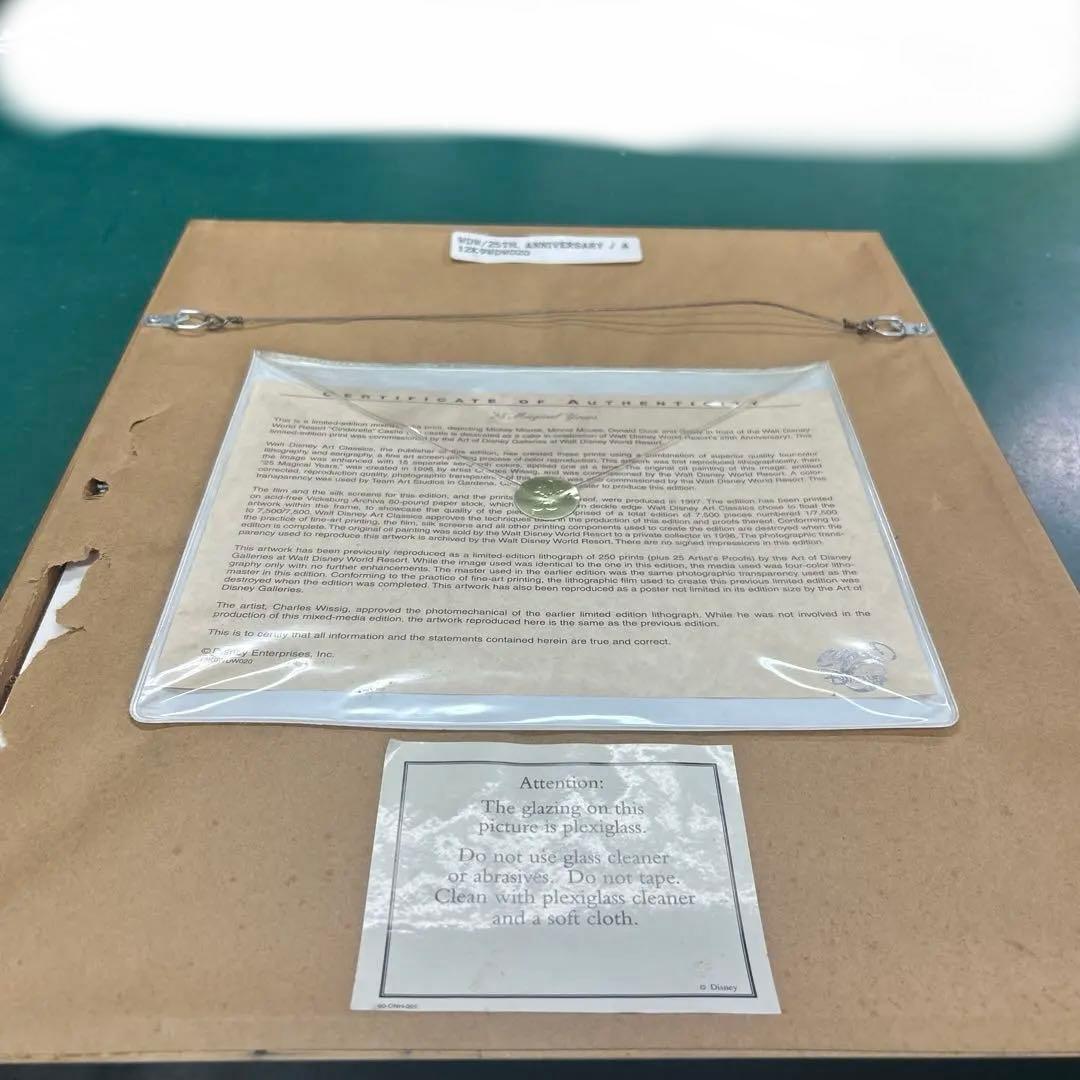 WDW/25TH. ANNIVERSARY / A
12K9WDW020
CERTIFICATE OF AUTHENTICITY
25 Magical Years
This is a limited-edition print, depicting Mickey Mouse, Minnie Mouse, Donald Duck and Goofy in front of the Walt Disney
World Resort "Cinderella" Castle castle is decorated as a cake in celebration of Walt Disney World Resort's 25th Anniversary). This
limited-edition print was commissioned by the Art of Disney Galleries at Walt Disney World Resort.
Walt Disney Art Classics, the publisher of this edition, has created these prints using a combination of superior quality four-color
lithography and serigraphy, a fine art screen-printing process of color reproduction. This artwork was first reproduced lithographically, then
the image was enhanced with 15 separate colors, applied one at a time. The original oil painting of this image, entitled
"25 Magical Years," was created in 1996 by artist Charles Wissig, and was commissioned by the Walt Disney World Resort. A color-
corrected, reproduction quality, photographic transparency of the was commissioned by the Walt Disney World Resort. This
transparency was used by Team Art Studios in Gardena, to produce this edition.
The film and the silk screens for this edition, and the prints eof, were produced in 1997. The edition has been printed
on acid-free Vicksburg Archiva 80-pound paper stock, which n deckle edge. Walt Disney Art Classics chose to float the
artwork within the frame, to showcase the quality of the prised of a total edition of 7,500 pieces numbered 1/7,500
to 7,500/7,500. Walt Disney Art Classics approves the techniques used in the production of this edition and proofs thereof. Conforming to
the practice of fine-art printing, the film, silk screens and all other printing components used to create the edition are destroyed when the
edition is complete. The original oil painting was sold by the Walt Disney World Resort to a private collector in 1996. The photographic trans-
parency used to reproduce this artwork is archived by the Walt Disney World Resort. There are no signed impressions in this edition.
This artwork has been previously reproduced as a limited-edition lithograph of 250 prints (plus 25 Artist's Proofs) by the Art of Disney
Galleries at Walt Disney World Resort. While the image used was identical to the one in this edition, the media used was four-color litho-
graphy only with no further enhancements. The master used in the earlier edition was the same photographic transparency used as the
master in this edition. Conforming to the practice of fine-art printing, the lithographic film used to create this previous limited edition was
destroyed when the edition was completed. This artwork has also been reproduced as a poster not limited in its edition size by the Art of
Disney Galleries.
The artist, Charles Wissig, approved the photomechanical of the earlier limited edition lithograph. While he was not involved in the
production of this mixed-media edition, the artwork reproduced here is the same as the previous edition.
This is to certify that all information and the statements contained herein are true and correct.
© Disney Enterprises, Inc.
Attention:
The glazing on this
picture is plexiglass.
Do not use glass cleaner
or abrasives. Do not tape.
Clean with plexiglass cleaner
and a soft cloth.
© Disney